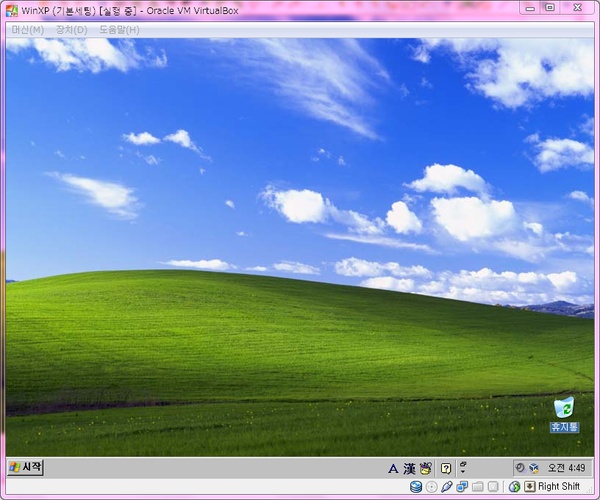 WinXP (기본세팅) [실행 중] - Oracle VM VirtualBox
머신(M) 장치(D) 도움말(H)
휴지통
시작
A 漢
?
오전 4:49
Right Shift